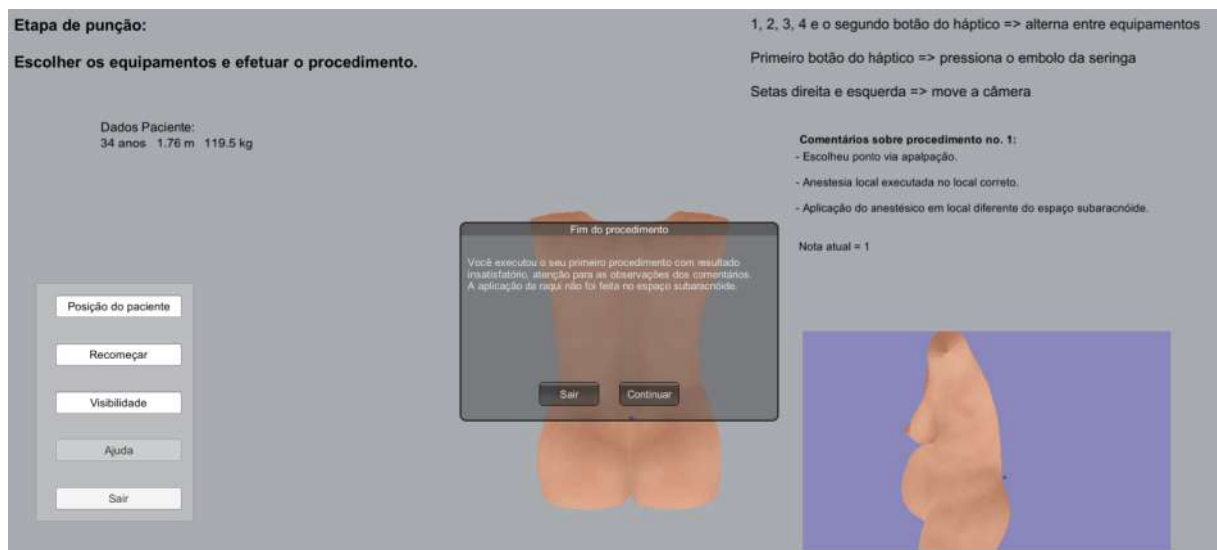 Etapa de punção:
Escolher os equipamentos e efetuar o procedimento.
1, 2, 3, 4 e o segundo botão do háptico => alterna entre equipamentos
Primeiro botão do háptico => pressiona o embolo da seringa
Setas direita e esquerda => move a câmera
Dados Paciente:
34 anos 1.76 m 119.5 kg
Comentários sobre procedimento no. 1:
- Escolheu ponto via apalpação.
- Anestesia local executada no local correto.
- Aplicação do anestésico em local diferente do espaço subaracnóide.
Nota atual = 1
Fim do procedimento
Você executou o seu primeiro procedimento com resultado
insatisfatório, atenção para as observações dos comentários.
A aplicação da raqui não foi feita no espaço subaracnóide.
Sair
Continuar
Posição do paciente
Recomeçar
Visibilidade
Ajuda
Sair